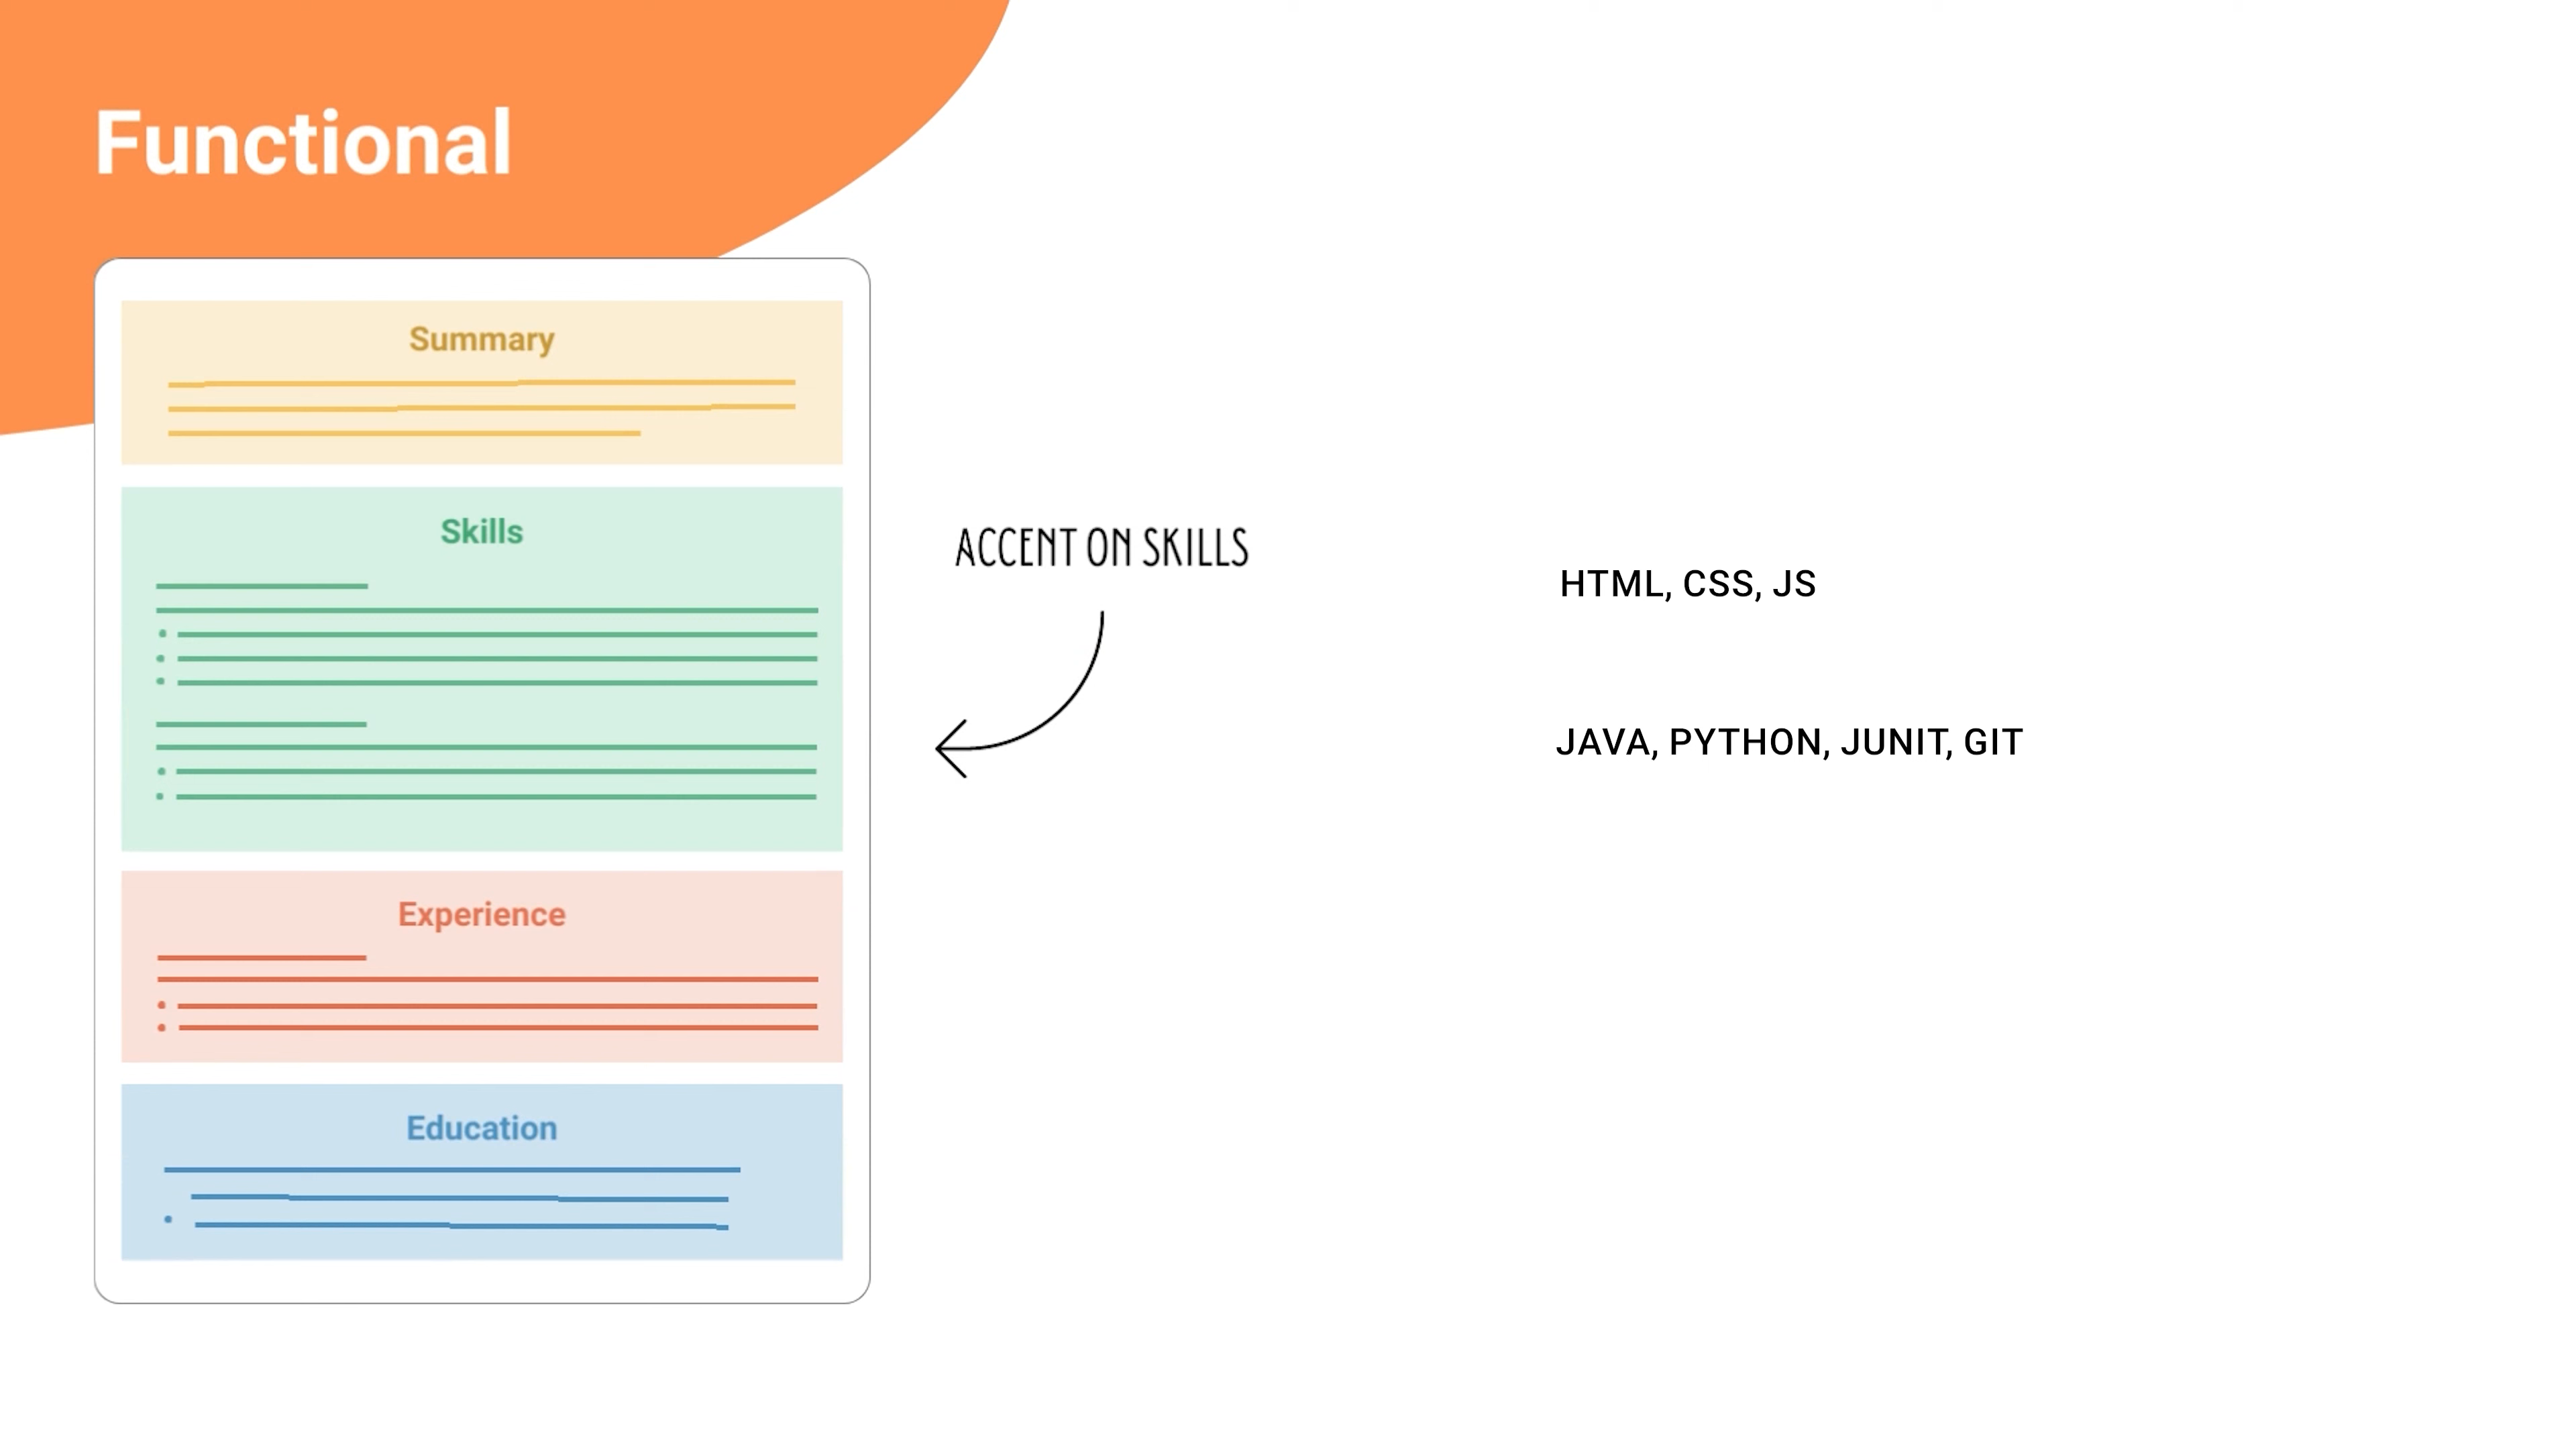 Functional
Summary
Skills
ACCENT ON SKILLS
HTML, CSS, JS
JAVA, PYTHON, JUNIT, GIT
Experience
Education